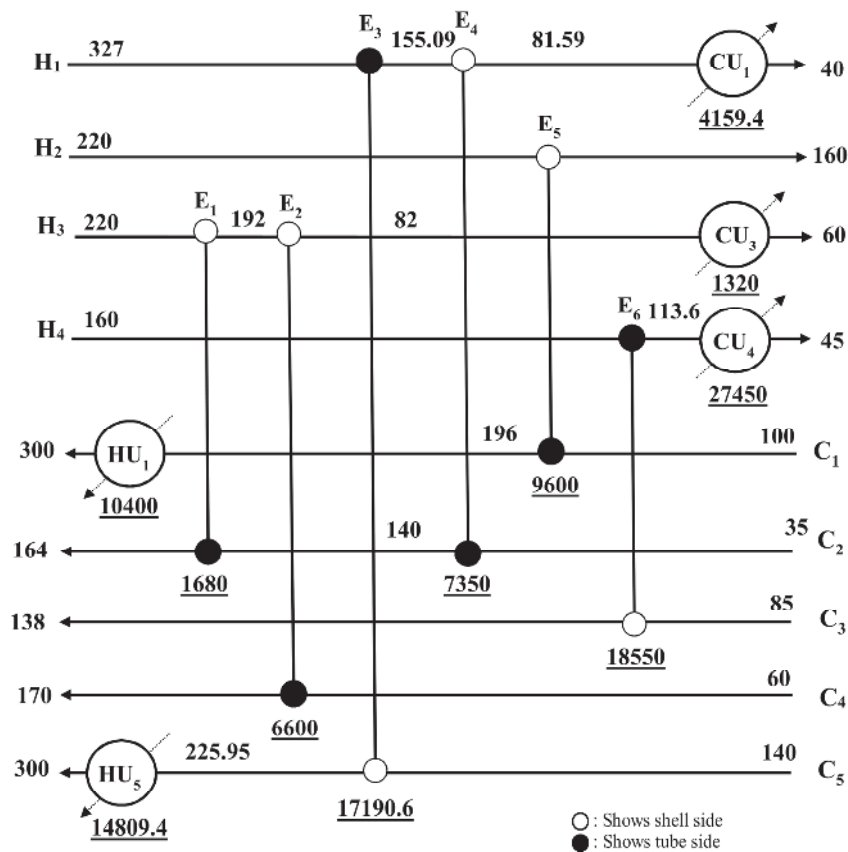 E3 155.09 E4 81.59
H1 327 CU1 40
4159.4
H2 220 E5 160
E1 192 E2 82
H3 220 CU3 60
1320
H4 160 E6 113.6 CU4 45
27450
300 HU1 196 100 C1
10400 9600
164 140 35 C2
1680 7350
138 85 C3
18550
170 60 C4
6600
300 HU5 225.95 140 C5
14809.4 17190.6
: Shows shell side
: Shows tube side